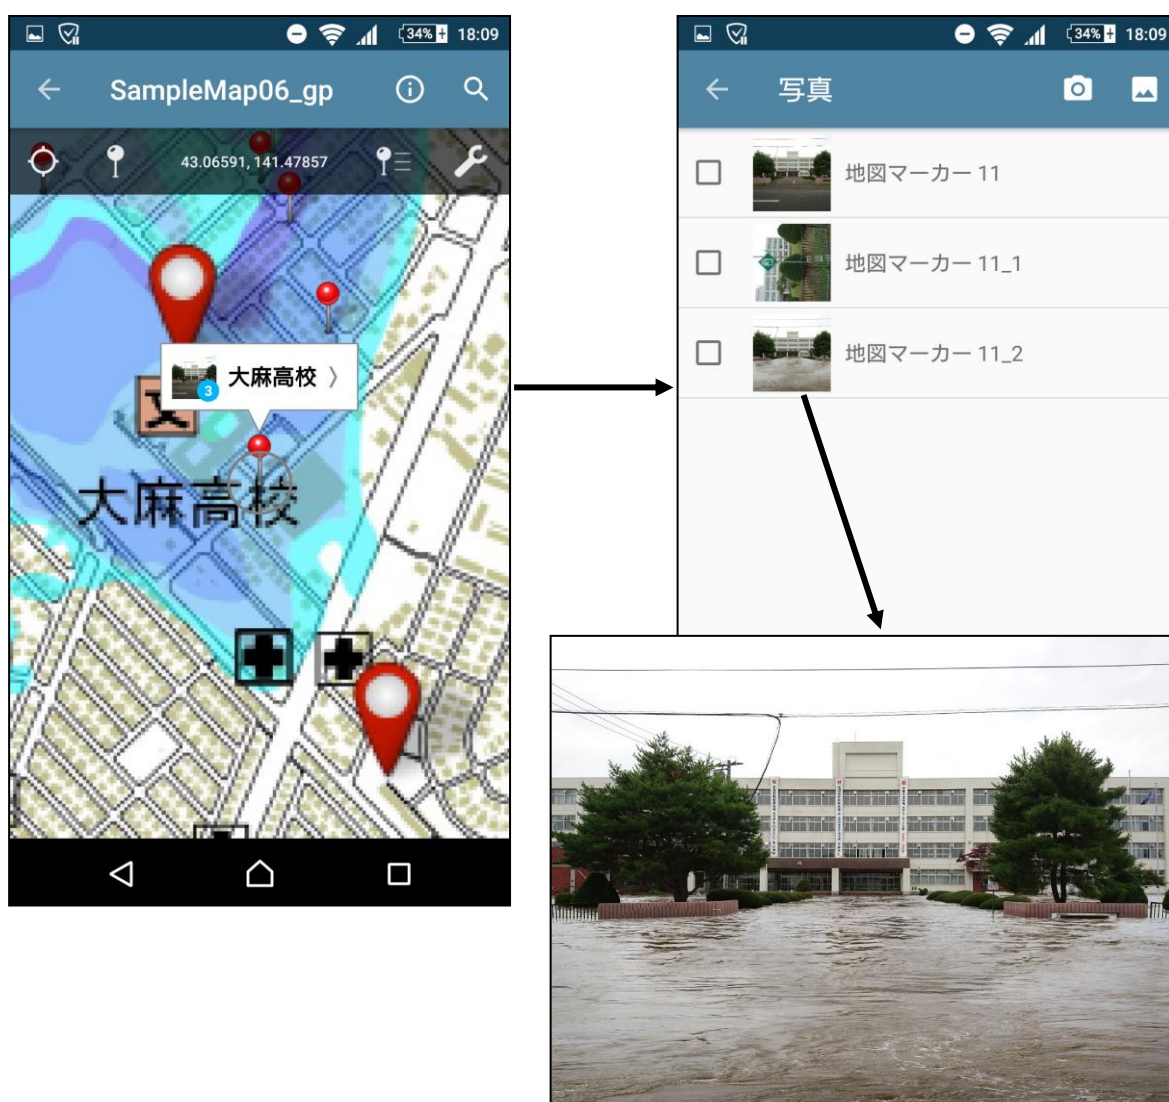 34% 18:09
SampleMap06_gp
43.06591, 141.47857
3 大麻高校
大麻高校
34% 18:09
写真
地図マーカー 11
地図マーカー 11_1
地図マーカー 11_2